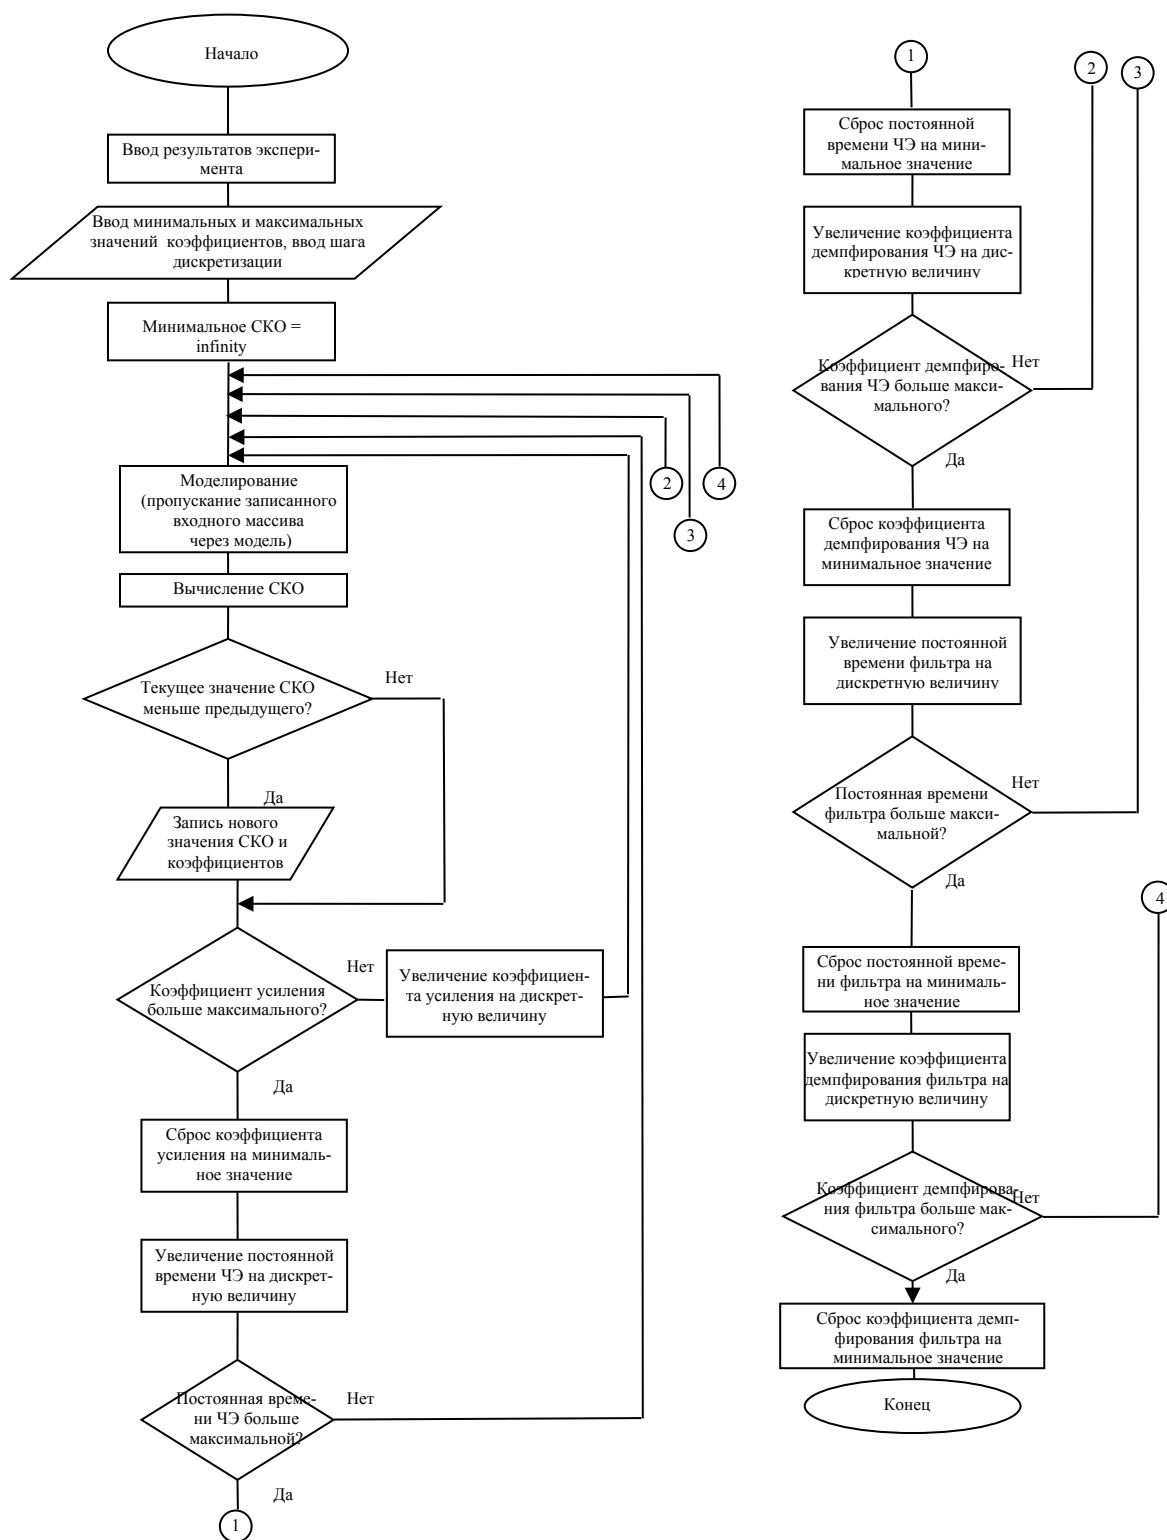 Начало
Ввод результатов экспери-
мента
Ввод минимальных и максимальных
значений коэффициентов, ввод шага
дискретизации
Минимальное СКО =
infinity
2
4
3
Моделирование
(пропускание записанного
входного массива
через модель)
Вычисление СКО
Текущее значение СКО
меньше предыдущего?
Нет
Да
Запись нового
значения СКО и
коэффициентов
Коэффициент усиления
больше максимального?
Нет
Увеличение коэффициен-
та усиления на дискрет-
ную величину
Да
Сброс коэффициента
усиления на минималь-
ное значение
Увеличение постоянной
времени ЧЭ на дискрет-
ную величину
Постоянная време-
ни ЧЭ больше
максимальной?
Нет
Да
1
1
2
3
Сброс постоянной
времени ЧЭ на мини-
мальное значение
Увеличение коэффициента
демпфирования ЧЭ на дис-
кретную величину
Коэффициент демпфиро-
вания ЧЭ больше макси-
мального?
Нет
Да
Сброс коэффициента
демпфирования ЧЭ на
минимальное значение
Увеличение постоянной
времени фильтра на
дискретную величину
Постоянная времени
фильтра больше макси-
мальной?
Нет
Да
4
Сброс постоянной време-
ни фильтра на минималь-
ное значение
Увеличение коэффициента
демпфирования фильтра на
дискретную величину
Коэффициент демпфирова-
ния фильтра больше мак-
симального?
Нет
Да
Сброс коэффициента демп-
фирования фильтра на
минимальное значение
Конец